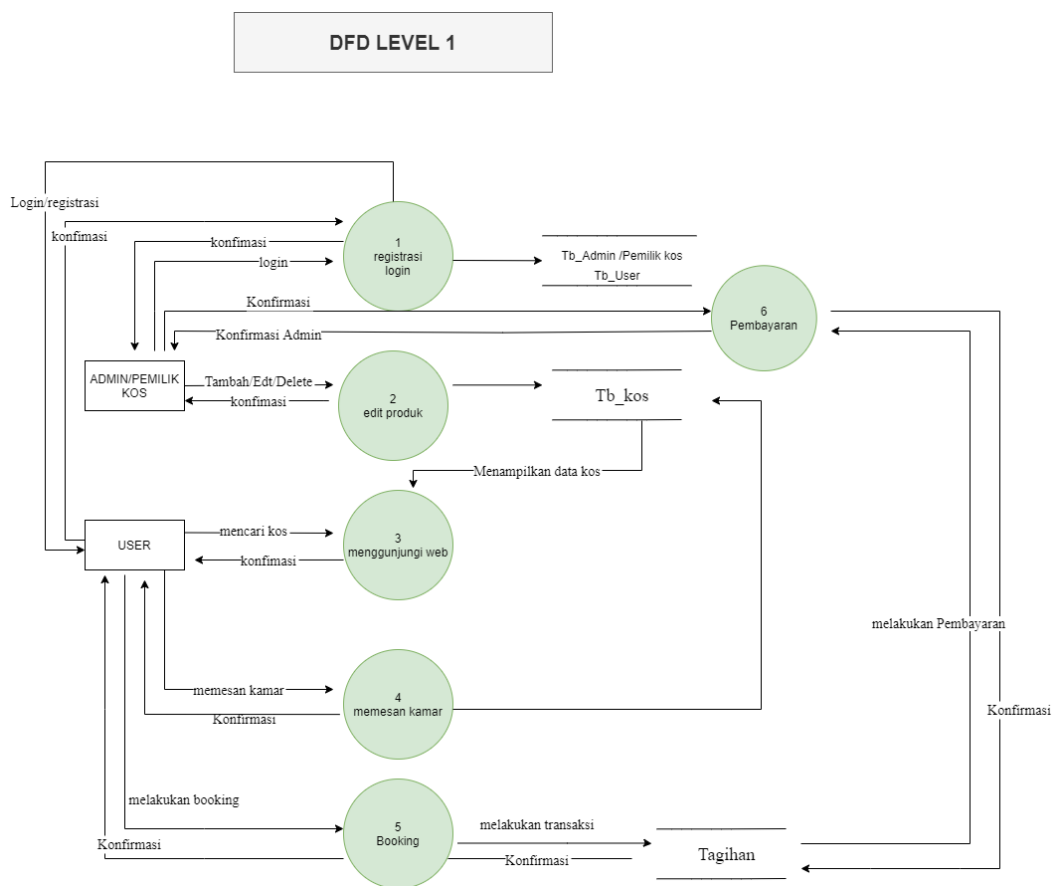 DFD LEVEL 1
Login/registrasi
konfimasi
konfimasi
login
1
registrasi
login
Tb_Admin /Pemilik kos
Tb_User
Konfirmasi
Konfirmasi Admin
6
Pembayaran
ADMIN/PEMILIK
KOS
Tambah/Edt/Delete
konfimasi
2
edit produk
Tb_kos
Menampilkan data kos
USER
mencari kos
konfimasi
3
menggunjungi web
melakukan Pembayaran
memesan kamar
Konfirmasi
4
memesan kamar
Konfirmasi
melakukan booking
Konfirmasi
5
Booking
melakukan transaksi
Konfirmasi
Tagihan